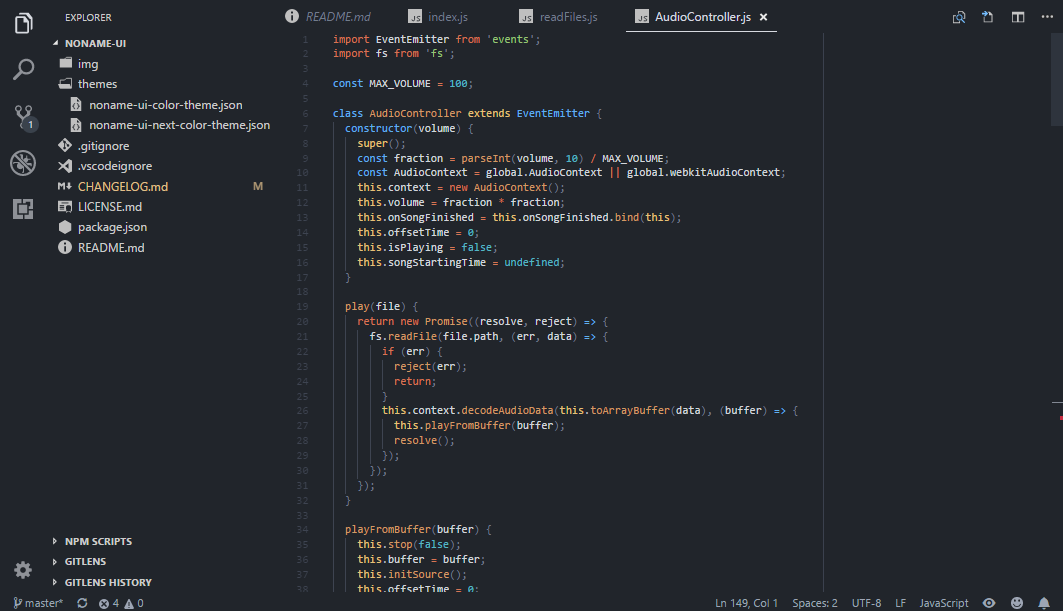 EXPLORER
NONAME-UI
img
themes
noname-ui-color-theme.json
noname-ui-next-color-theme.json
.gitignore
.vscodeignore
M↓ CHANGELOG.md M
LICENSE.md
package.json
README.md
NPM SCRIPTS
GITLENS
GITLENS HISTORY
1
README.md JS index.js JS readFiles.js JS AudioController.js ×
1 import EventEmitter from 'events';
2 import fs from 'fs';
3
4 const MAX_VOLUME = 100;
5
6 class AudioController extends EventEmitter {
7 constructor(volume) {
8 super();
9 const fraction = parseInt(volume, 10) / MAX_VOLUME;
10 const AudioContext = global.AudioContext || global.webkitAudioContext;
11 this.context = new AudioContext();
12 this.volume = fraction * fraction;
13 this.onSongFinished = this.onSongFinished.bind(this);
14 this.offsetTime = 0;
15 this.isPlaying = false;
16 this.songStartingTime = undefined;
17 }
18
19 play(file) {
20 return new Promise((resolve, reject) => {
21 fs.readFile(file.path, (err, data) => {
22 if (err) {
23 reject(err);
24 return;
25 }
26 this.context.decodeAudioData(this.toArrayBuffer(data), (buffer) => {
27 this.playFromBuffer(buffer);
28 resolve();
29 });
30 });
31 });
32 }
33
34 playFromBuffer(buffer) {
35 this.stop(false);
36 this.buffer = buffer;
37 this.initSource();
38 this.offsetTime = 0;
master* 4 0 Ln 149, Col 1 Spaces: 2 UTF-8 LF JavaScript